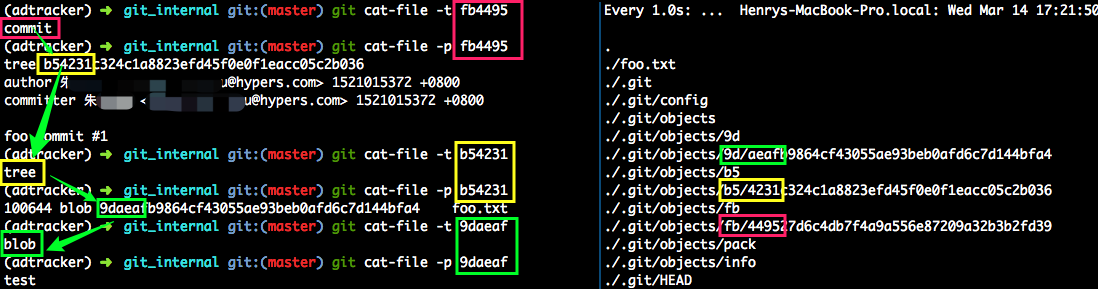 (adtracker) ➜ git_internal git:(master) git cat-file -t fb4495
commit
(adtracker) ➜ git_internal git:(master) git cat-file -p fb4495
tree b54231c324c1a8823efd45f0e0f1eacc05c2b036
author 朱 u@hypers.com> 1521015372 +0800
committer 朱 < u@hypers.com> 1521015372 +0800
foo commit #1
(adtracker) ➜ git_internal git:(master) git cat-file -t b54231
tree
(adtracker) ➜ git_internal git:(master) git cat-file -p b54231
100644 blob 9daeafb9864cf43055ae93beb0afd6c7d144bfa4 foo.txt
(adtracker) ➜ git_internal git:(master) git cat-file -t 9daeaf
blob
(adtracker) ➜ git_internal git:(master) git cat-file -p 9daeaf
test
Every 1.0s: ... Henrys-MacBook-Pro.local: Wed Mar 14 17:21:50
.
./foo.txt
./.git
./.git/config
./.git/objects
./.git/objects/9d
./.git/objects/9d/aeafb9864cf43055ae93beb0afd6c7d144bfa4
./.git/objects/b5
./.git/objects/b5/4231c324c1a8823efd45f0e0f1eacc05c2b036
./.git/objects/fb
./.git/objects/fb/449527d6c4db7f4a9a556e87209a32b3b2fd39
./.git/objects/pack
./.git/objects/info
./.git/HEAD